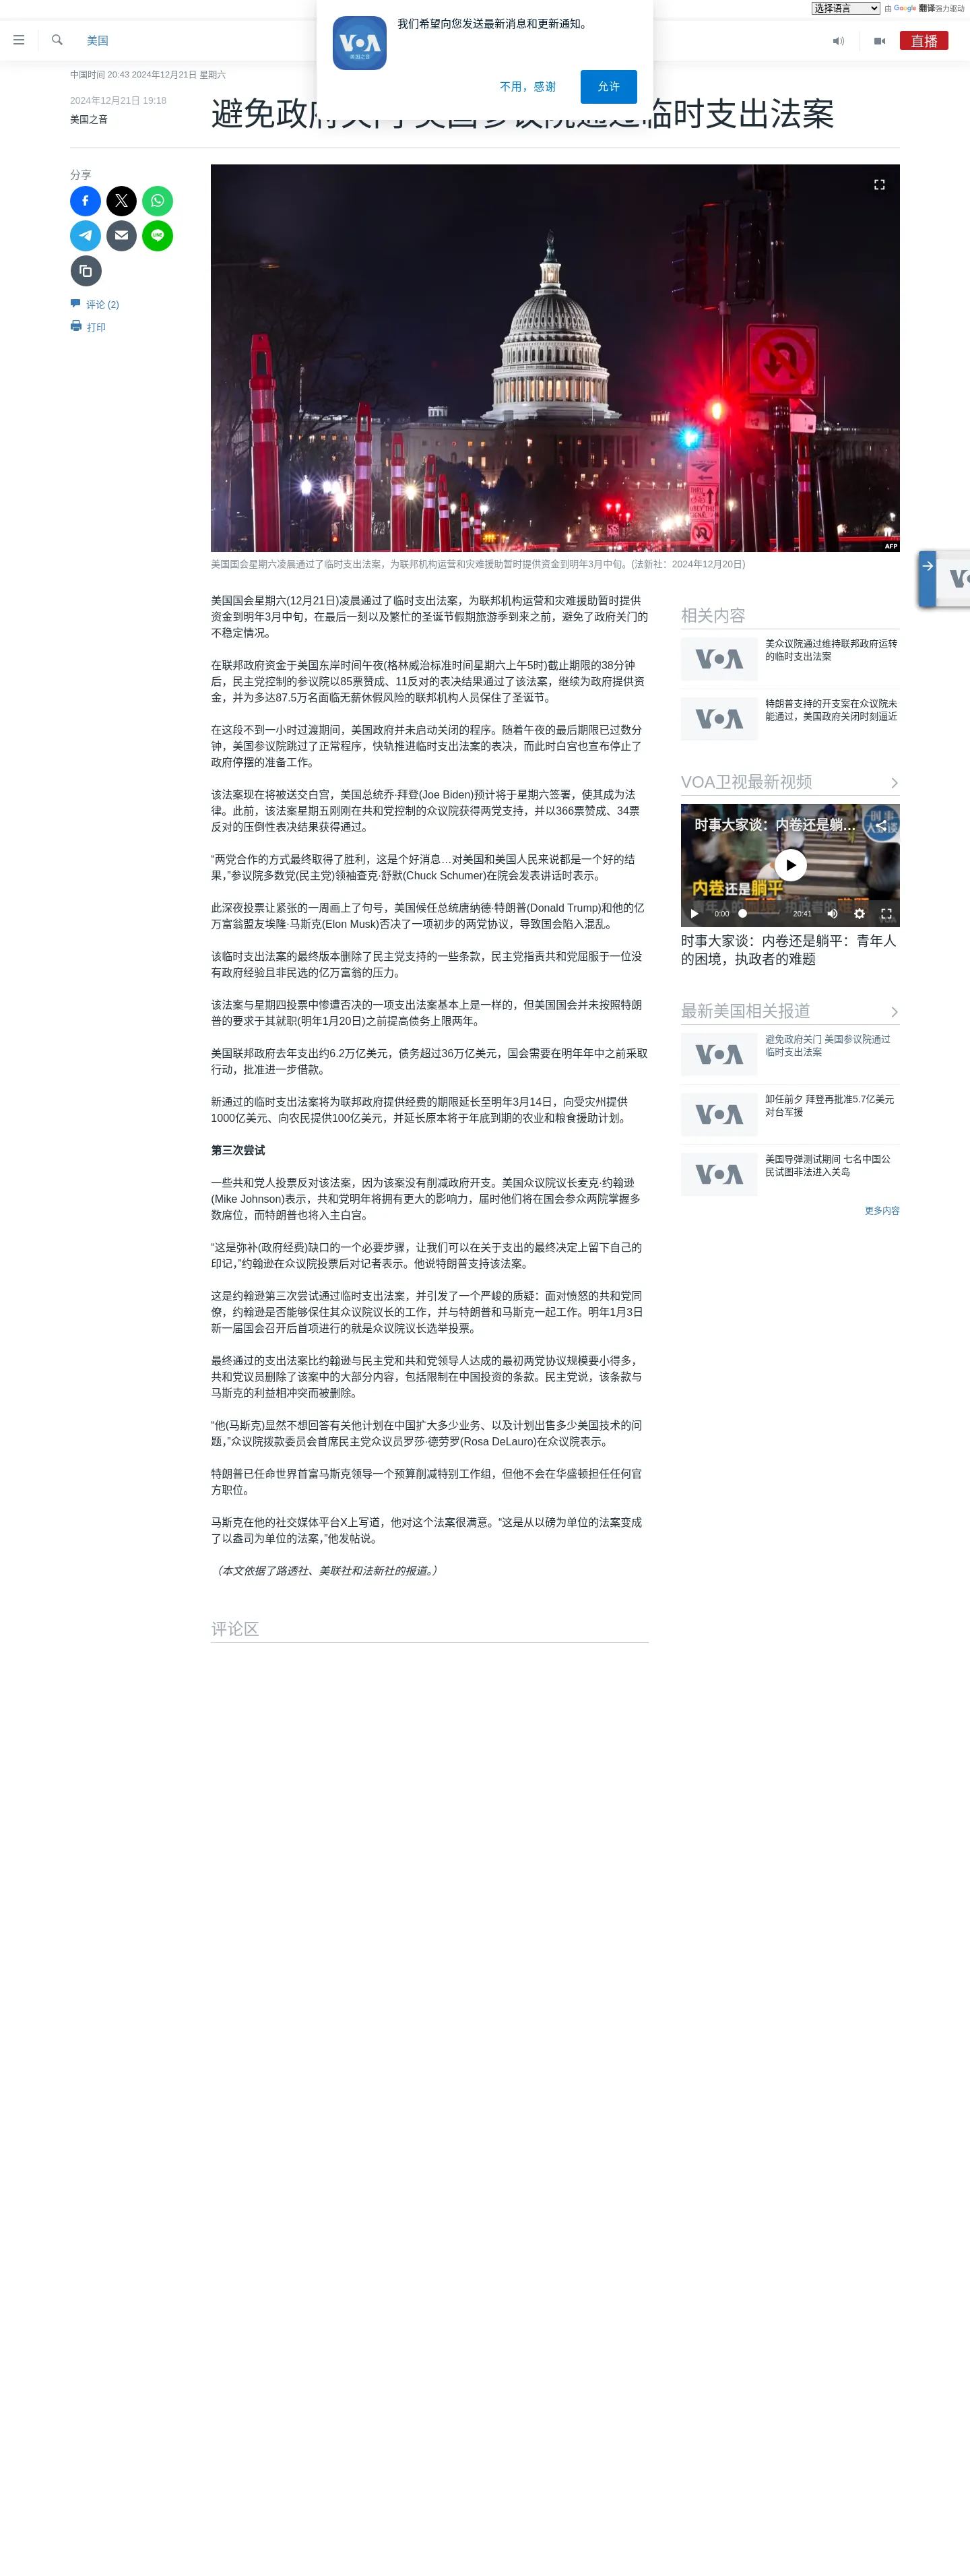 选择语言
由 Google 翻译强力驱动
我们希望向您发送最新消息和更新通知。
VOA
美国之音
不用，感谢
允许
美国
直播
中国时间 20:43 2024年12月21日 星期六
2024年12月21日 19:18
美国之音
避免政府关门 美国参议院通过临时支出法案
分享
评论 (2)
打印
AFP
美国国会星期六凌晨通过了临时支出法案，为联邦机构运营和灾难援助暂时提供资金到明年3月中旬。(法新社：2024年12月20日)
美国国会星期六(12月21日)凌晨通过了临时支出法案，为联邦机构运营和灾难援助暂时提供
资金到明年3月中旬，在最后一刻以及繁忙的圣诞节假期旅游季到来之前，避免了政府关门的
不稳定情况。
在联邦政府资金于美国东岸时间午夜(格林威治标准时间星期六上午5时)截止期限的38分钟
后，民主党控制的参议院以85票赞成、11反对的表决结果通过了该法案，继续为政府提供资
金，并为多达87.5万名面临无薪休假风险的联邦机构人员保住了圣诞节。
在这段不到一小时过渡期间，美国政府并未启动关闭的程序。随着午夜的最后期限已过数分
钟，美国参议院跳过了正常程序，快轨推进临时支出法案的表决，而此时白宫也宣布停止了
政府停摆的准备工作。
该法案现在将被送交白宫，美国总统乔·拜登(Joe Biden)预计将于星期六签署，使其成为法
律。此前，该法案星期五刚刚在共和党控制的众议院获得两党支持，并以366票赞成、34票
反对的压倒性表决结果获得通过。
“两党合作的方式最终取得了胜利，这是个好消息…对美国和美国人民来说都是一个好的结
果，”参议院多数党(民主党)领袖查克·舒默(Chuck Schumer)在院会发表讲话时表示。
此深夜投票让紧张的一周画上了句号，美国候任总统唐纳德·特朗普(Donald Trump)和他的亿
万富翁盟友埃隆·马斯克(Elon Musk)否决了一项初步的两党协议，导致国会陷入混乱。
该临时支出法案的最终版本删除了民主党支持的一些条款，民主党指责共和党屈服于一位没
有政府经验且非民选的亿万富翁的压力。
该法案与星期四投票中惨遭否决的一项支出法案基本上是一样的，但美国国会并未按照特朗
普的要求于其就职(明年1月20日)之前提高债务上限两年。
美国联邦政府去年支出约6.2万亿美元，债务超过36万亿美元，国会需要在明年年中之前采取
行动，批准进一步借款。
新通过的临时支出法案将为联邦政府提供经费的期限延长至明年3月14日，向受灾州提供
1000亿美元、向农民提供100亿美元，并延长原本将于年底到期的农业和粮食援助计划。
第三次尝试
一些共和党人投票反对该法案，因为该案没有削减政府开支。美国众议院议长麦克·约翰逊
(Mike Johnson)表示，共和党明年将拥有更大的影响力，届时他们将在国会参众两院掌握多
数席位，而特朗普也将入主白宫。
“这是弥补(政府经费)缺口的一个必要步骤，让我们可以在关于支出的最终决定上留下自己的
印记，”约翰逊在众议院投票后对记者表示。他说特朗普支持该法案。
这是约翰逊第三次尝试通过临时支出法案，并引发了一个严峻的质疑：面对愤怒的共和党同
僚，约翰逊是否能够保住其众议院议长的工作，并与特朗普和马斯克一起工作。明年1月3日
新一届国会召开后首项进行的就是众议院议长选举投票。
最终通过的支出法案比约翰逊与民主党和共和党领导人达成的最初两党协议规模要小得多，
共和党议员删除了该案中的大部分内容，包括限制在中国投资的条款。民主党说，该条款与
马斯克的利益相冲突而被删除。
“他(马斯克)显然不想回答有关他计划在中国扩大多少业务、以及计划出售多少美国技术的问
题，”众议院拨款委员会首席民主党众议员罗莎·德劳罗(Rosa DeLauro)在众议院表示。
特朗普已任命世界首富马斯克领导一个预算削减特别工作组，但他不会在华盛顿担任任何官
方职位。
马斯克在他的社交媒体平台X上写道，他对这个法案很满意。“这是从以磅为单位的法案变成
了以盎司为单位的法案，”他发帖说。
（本文依据了路透社、美联社和法新社的报道。）
评论区
相关内容
VOA
美众议院通过维持联邦政府运转
的临时支出法案
VOA
特朗普支持的开支案在众议院未
能通过，美国政府关闭时刻逼近
VOA卫视最新视频
时事大家谈：内卷还是躺…
内卷还是躺平
0:00
20:41
时事大家谈：内卷还是躺平：青年人
的困境，执政者的难题
最新美国相关报道
VOA
避免政府关门 美国参议院通过
临时支出法案
VOA
卸任前夕 拜登再批准5.7亿美元
对台军援
VOA
美国导弹测试期间 七名中国公
民试图非法进入关岛
更多内容